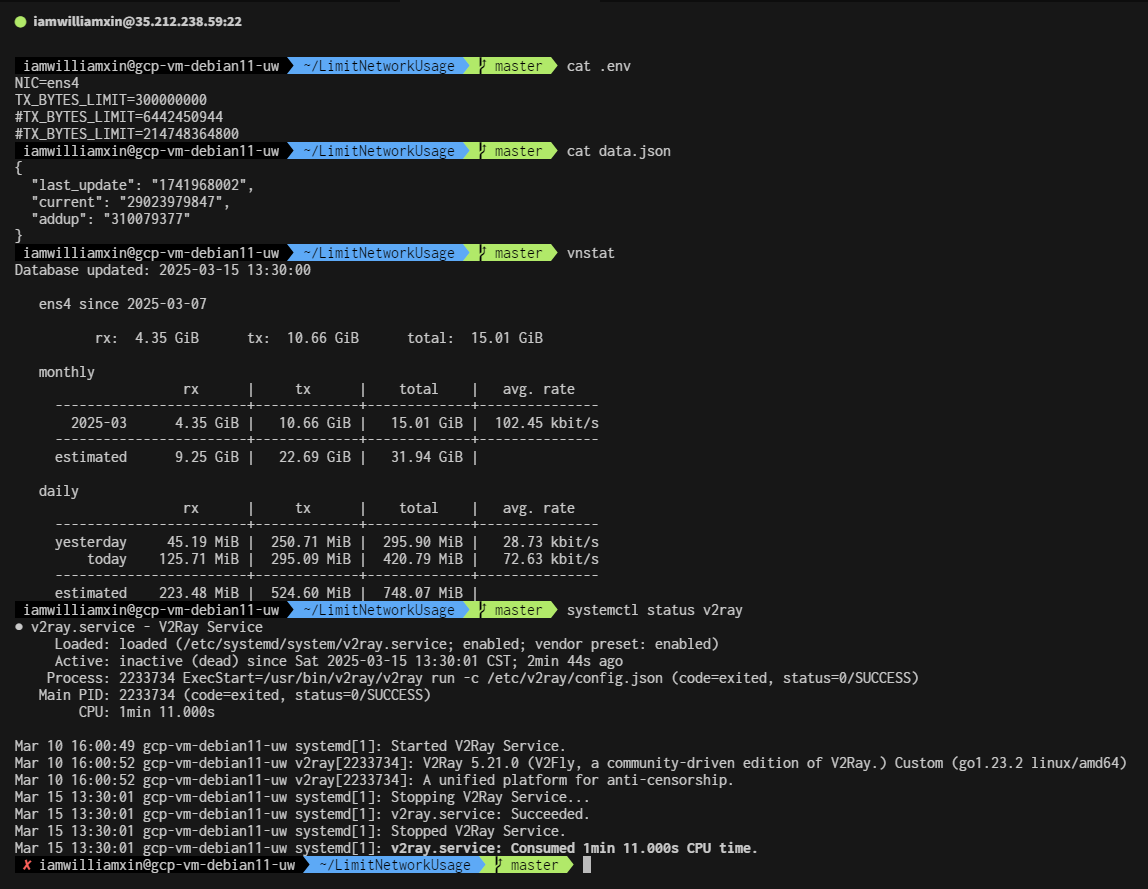 iamwilliamxin@35.212.238.59:22
iamwilliamxin@gcp-vm-debian11-uw ~/LimitNetworkUsage master cat .env
NIC=ens4
TX_BYTES_LIMIT=300000000
#TX_BYTES_LIMIT=6442450944
#TX_BYTES_LIMIT=214748364800
iamwilliamxin@gcp-vm-debian11-uw ~/LimitNetworkUsage master cat data.json
{
  "last_update": "1741968002",
  "current": "29023979847",
  "addup": "310079377"
}
iamwilliamxin@gcp-vm-debian11-uw ~/LimitNetworkUsage master vnstat
Database updated: 2025-03-15 13:30:00
   ens4 since 2025-03-07
          rx:  4.35 GiB      tx:  10.66 GiB      total:  15.01 GiB
   monthly
                     rx      |     tx      |    total    |   avg. rate
     ------------------------+-------------+-------------+---------------
       2025-03      4.35 GiB |   10.66 GiB |   15.01 GiB |  102.45 kbit/s
     ------------------------+-------------+-------------+---------------
     estimated      9.25 GiB |   22.69 GiB |   31.94 GiB |
   daily
                     rx      |     tx      |    total    |   avg. rate
     ------------------------+-------------+-------------+---------------
     yesterday     45.19 MiB |  250.71 MiB |  295.90 MiB |   28.73 kbit/s
         today    125.71 MiB |  295.09 MiB |  420.79 MiB |   72.63 kbit/s
     ------------------------+-------------+-------------+---------------
     estimated    223.48 MiB |  524.60 MiB |  748.07 MiB |
iamwilliamxin@gcp-vm-debian11-uw ~/LimitNetworkUsage master systemctl status v2ray
● v2ray.service - V2Ray Service
     Loaded: loaded (/etc/systemd/system/v2ray.service; enabled; vendor preset: enabled)
     Active: inactive (dead) since Sat 2025-03-15 13:30:01 CST; 2min 44s ago
    Process: 2233734 ExecStart=/usr/bin/v2ray/v2ray run -c /etc/v2ray/config.json (code=exited, status=0/SUCCESS)
   Main PID: 2233734 (code=exited, status=0/SUCCESS)
        CPU: 1min 11.000s
Mar 10 16:00:49 gcp-vm-debian11-uw systemd[1]: Started V2Ray Service.
Mar 10 16:00:52 gcp-vm-debian11-uw v2ray[2233734]: V2Ray 5.21.0 (V2Fly, a community-driven edition of V2Ray.) Custom (go1.23.2 linux/amd64)
Mar 10 16:00:52 gcp-vm-debian11-uw v2ray[2233734]: A unified platform for anti-censorship.
Mar 15 13:30:01 gcp-vm-debian11-uw systemd[1]: Stopping V2Ray Service...
Mar 15 13:30:01 gcp-vm-debian11-uw systemd[1]: v2ray.service: Succeeded.
Mar 15 13:30:01 gcp-vm-debian11-uw systemd[1]: Stopped V2Ray Service.
Mar 15 13:30:01 gcp-vm-debian11-uw systemd[1]: v2ray.service: Consumed 1min 11.000s CPU time.
✗ iamwilliamxin@gcp-vm-debian11-uw ~/LimitNetworkUsage master